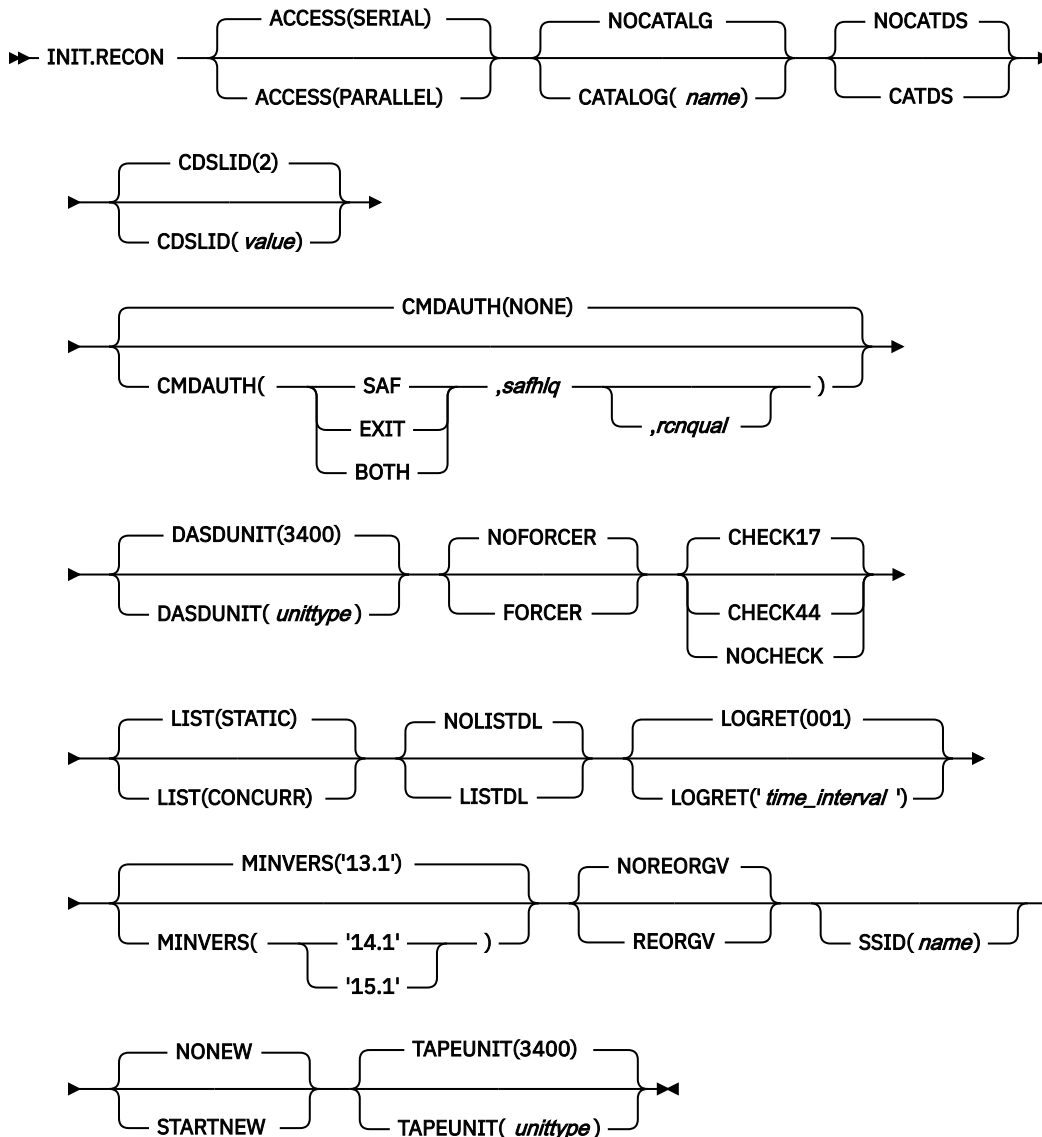 ACCESS(SERIAL) NOCATALG NOCATDS
INIT.RECON
ACCESS(PARALLEL) CATALOG( name) CATDS
CDSLID(2)
CDSLID( value)
CMDAUTH(NONE)
CMDAUTH( SAF ,safhlq )
EXIT ,rcnqual
BOTH
DASDUNIT(3400) NOFORCER CHECK17
DASDUNIT( unittype ) FORCER CHECK44
NOCHECK
LIST(STATIC) NOLISTDL LOGRET(001)
LIST(CONCURR) LISTDL LOGRET(' time_interval ')
MINVERS('13.1') NOREORGV
MINVERS( '14.1' ) REORGV SSID( name)
'15.1'
NONEW TAPEUNIT(3400)
STARTNEW TAPEUNIT( unittype )